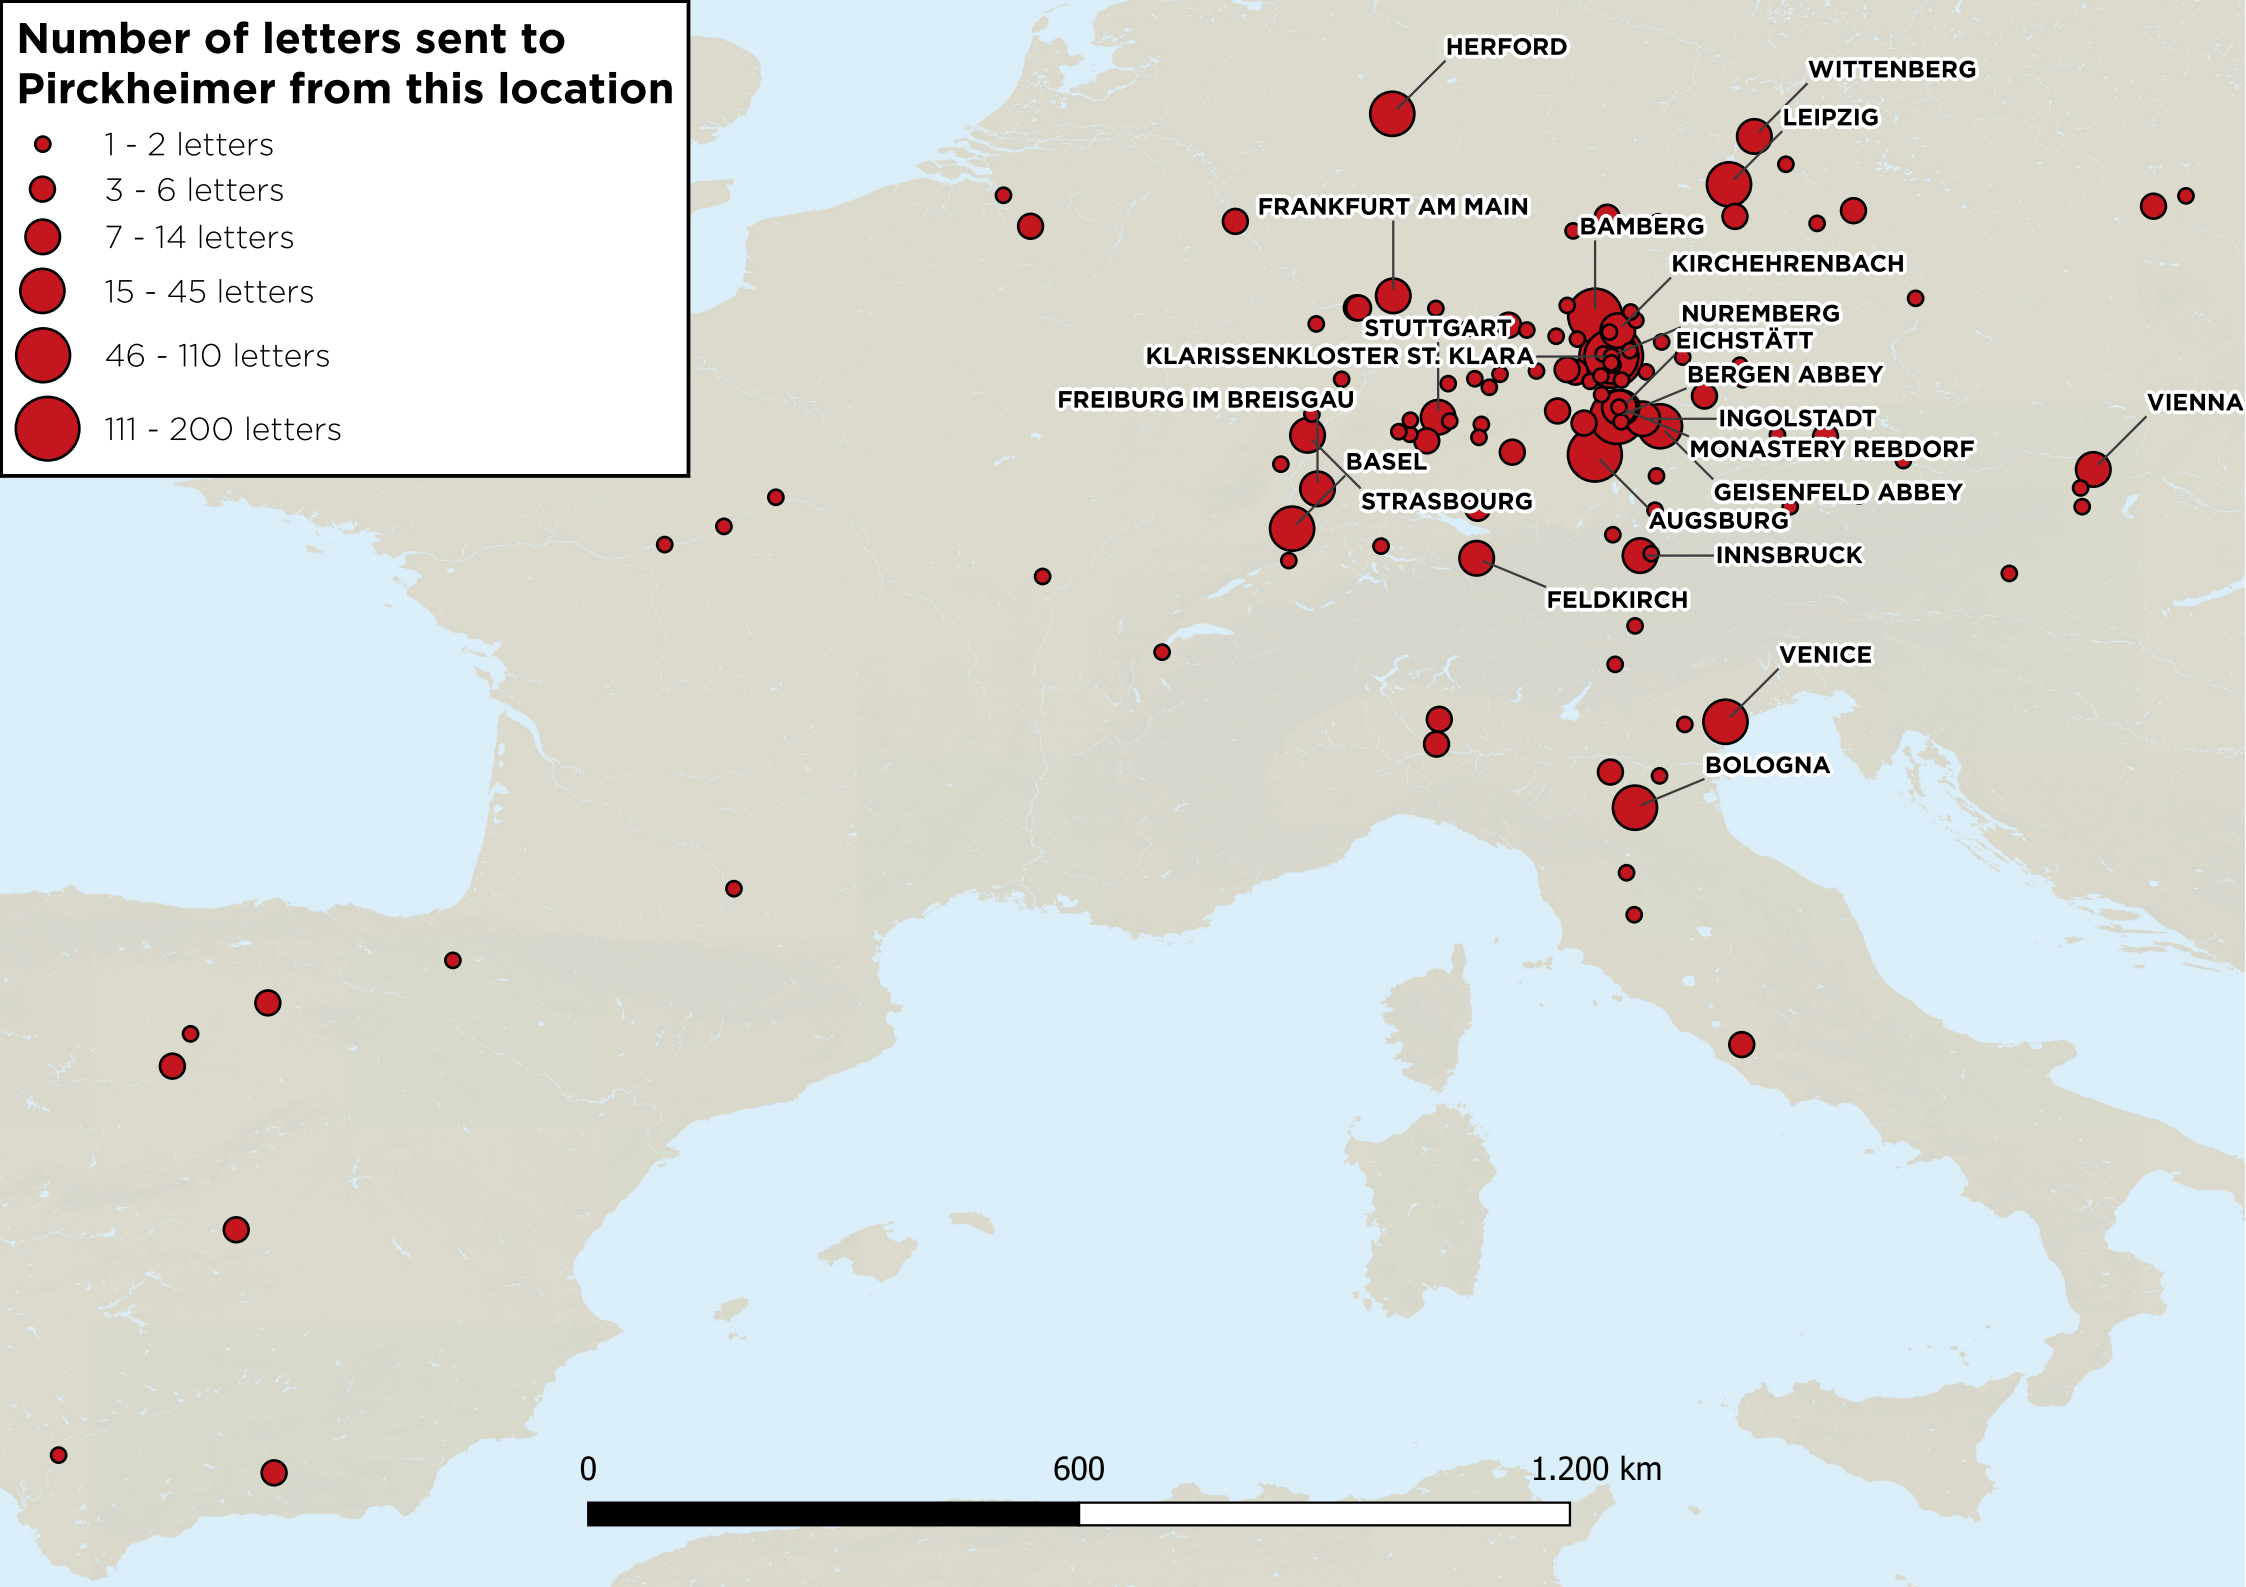 Number of letters sent to
Pirckheimer from this location
1 - 2 letters
3 - 6 letters
7 - 14 letters
15 - 45 letters
46 - 110 letters
111 - 200 letters
HERFORD
WITTENBERG
LEIPZIG
FRANKFURT AM MAIN
BAMBERG
KIRCHEHRENBACH
NUREMBERG
STUTTGART
EICHSTÄTT
KLARISSENKLOSTER ST. KLARA
BERGEN ABBEY
FREIBURG IM BREISGAU
VIENNA
INGOLSTADT
MONASTERY REBDORF
BASEL
GEISENFELD ABBEY
STRASBOURG
AUGSBURG
INNSBRUCK
FELDKIRCH
VENICE
BOLOGNA
0 600 1.200 km